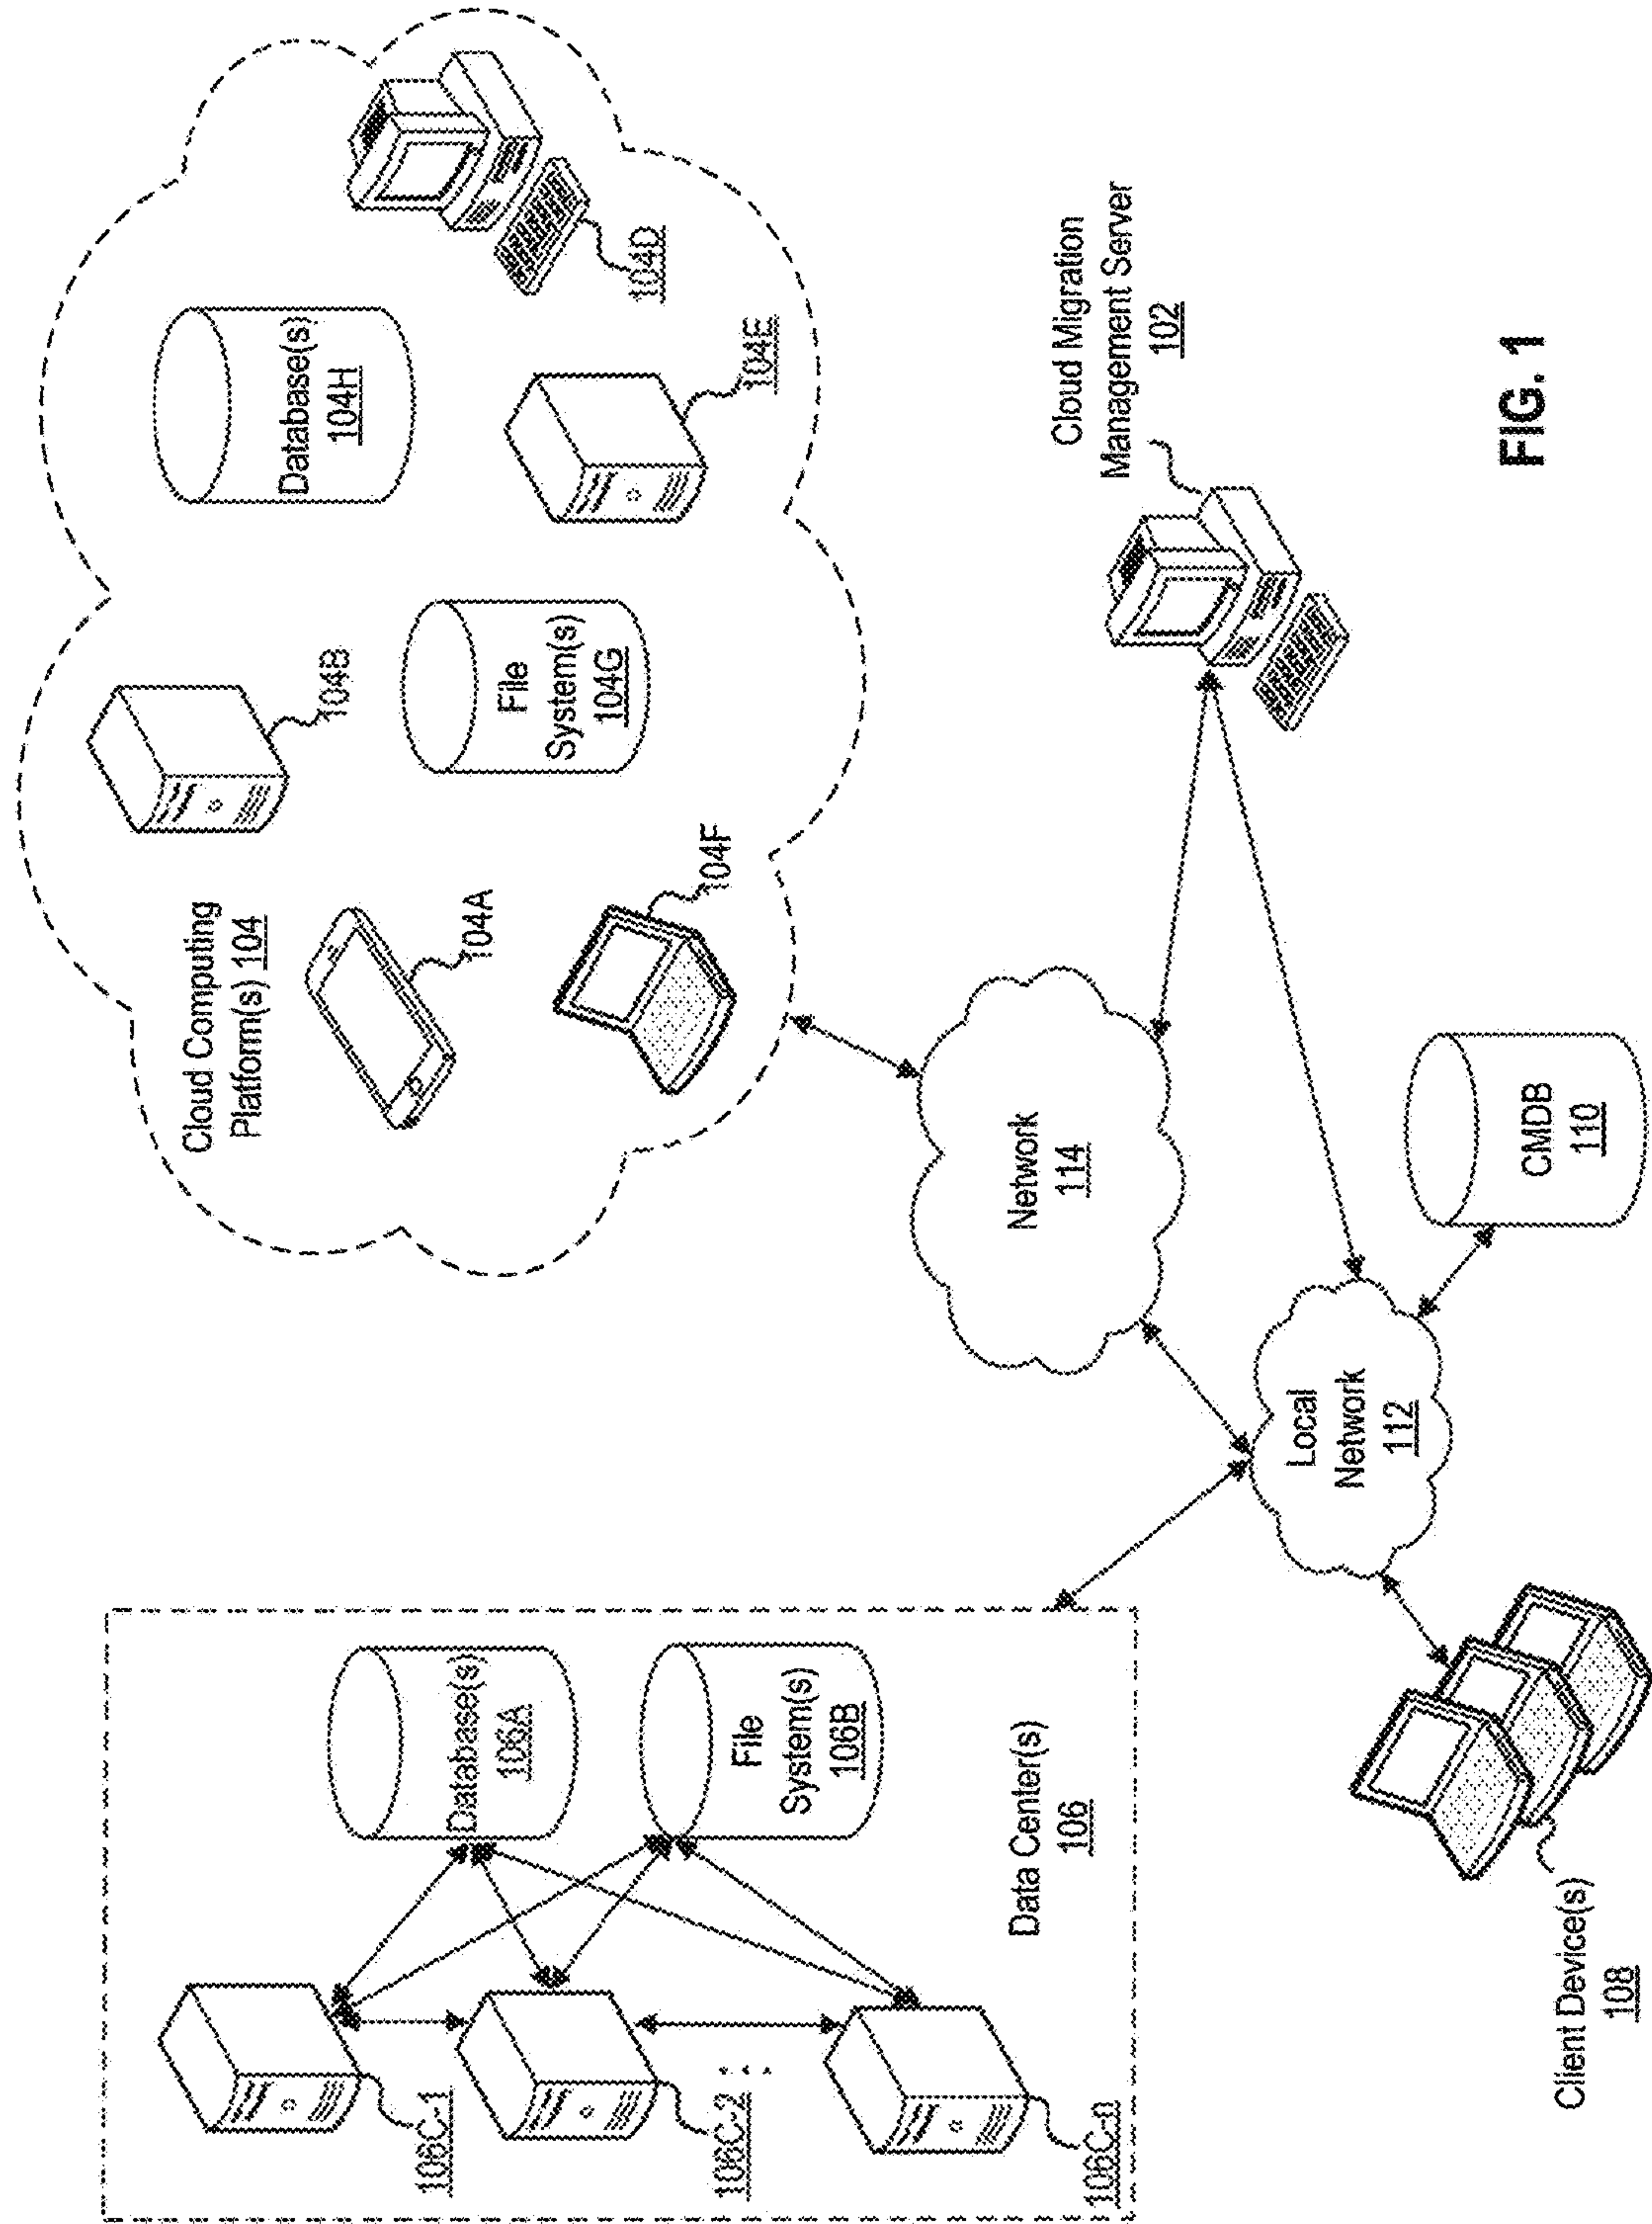 Cloud Computing
Platform(s) 104
104A
104B
Database(s)
104H
104D
File
System(s)
104G
104E
104F
Database(s)
106A
File
System(s)
106B
106C-1
106C-2
. . .
106C-n
Data Center(s)
106
Network
114
Cloud Migration
Management Server
102
Local
Network
112
CMDB
110
Client Device(s)
108
FIG. 1